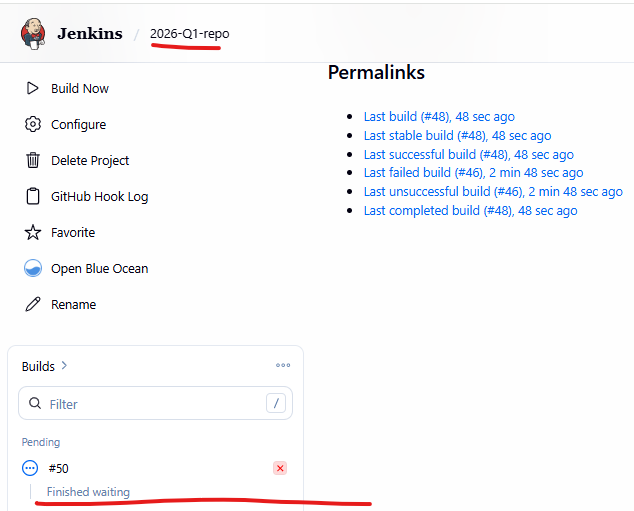 Jenkins / 2026-Q1-repo
Permalinks
Build Now
Configure
Delete Project
GitHub Hook Log
Favorite
Open Blue Ocean
Rename
Last build (#48), 48 sec ago
Last stable build (#48), 48 sec ago
Last successful build (#48), 48 sec ago
Last failed build (#46), 2 min 48 sec ago
Last unsuccessful build (#46), 2 min 48 sec ago
Last completed build (#48), 48 sec ago
Builds
Filter /
Pending
#50
Finished waiting